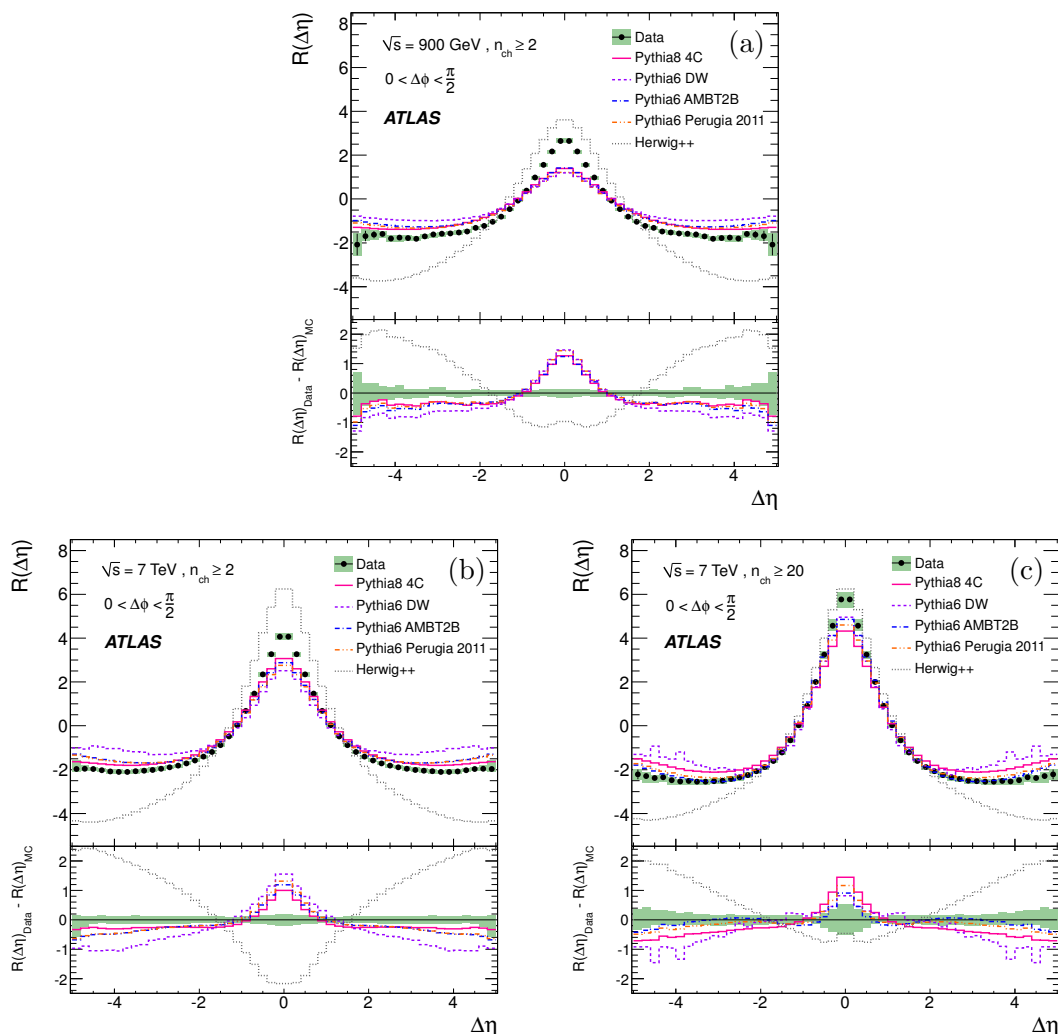 R(Δη)
8
6
4
2
0
-2
-4
√s = 900 GeV , n_ch ≥ 2
0 < Δϕ < π/2
ATLAS
Data
Pythia8 4C
Pythia6 DW
Pythia6 AMBT2B
Pythia6 Perugia 2011
Herwig++
(a)
R(Δη)_Data - R(Δη)_MC
2
1
0
-1
-2
-4 -2 0 2 4
Δη
R(Δη)
8
6
4
2
0
-2
-4
√s = 7 TeV , n_ch ≥ 2
0 < Δϕ < π/2
ATLAS
Data
Pythia8 4C
Pythia6 DW
Pythia6 AMBT2B
Pythia6 Perugia 2011
Herwig++
(b)
R(Δη)_Data - R(Δη)_MC
2
1
0
-1
-2
-4 -2 0 2 4
Δη
R(Δη)
8
6
4
2
0
-2
-4
√s = 7 TeV , n_ch ≥ 20
0 < Δϕ < π/2
ATLAS
Data
Pythia8 4C
Pythia6 DW
Pythia6 AMBT2B
Pythia6 Perugia 2011
Herwig++
(c)
R(Δη)_Data - R(Δη)_MC
2
1
0
-1
-2
-4 -2 0 2 4
Δη